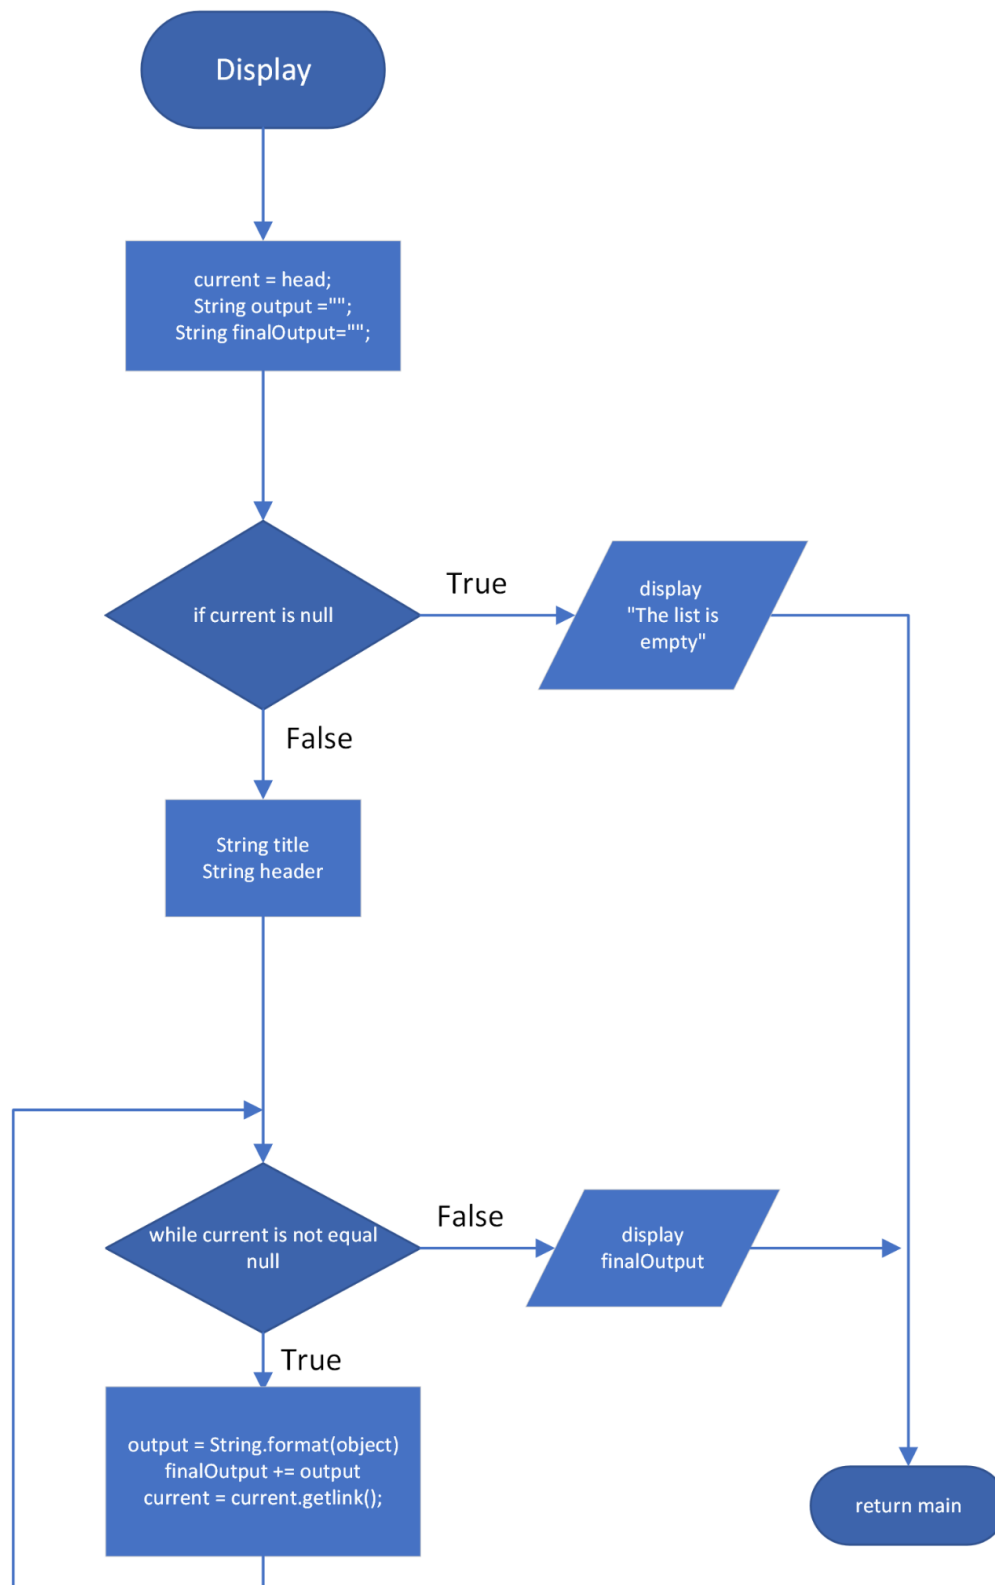 Display
current = head;
String output ="";
String finalOutput="";
if current is null
True
display
"The list is
empty"
False
String title
String header
while current is not equal
null
False
display
finalOutput
True
output = String.format(object)
finalOutput += output
current = current.getlink();
return main